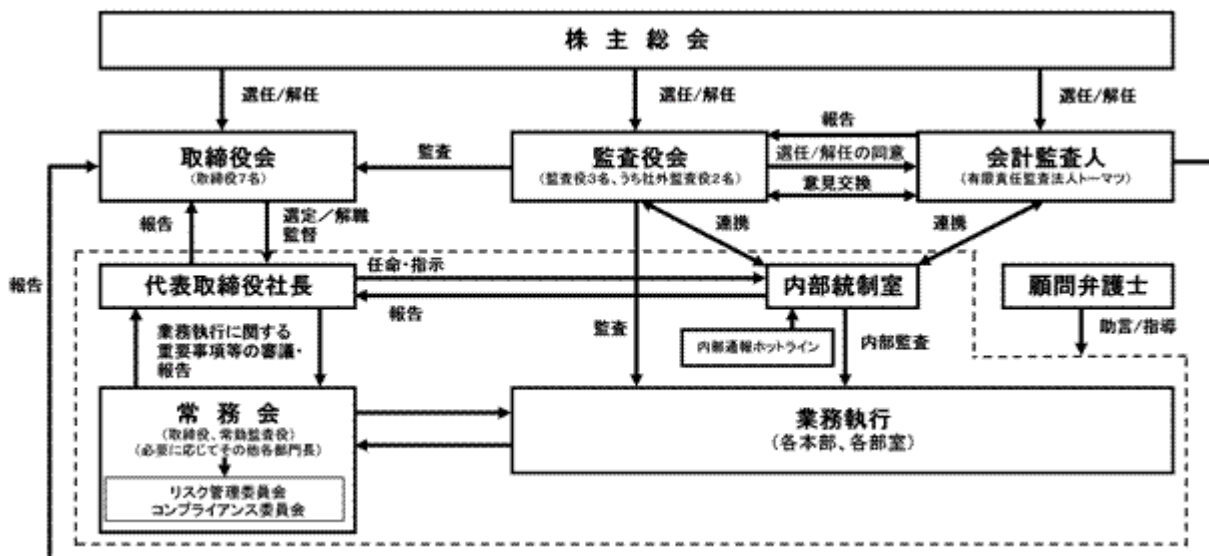 株主総会
選任/解任
選任/解任
選任/解任
取締役会
(取締役7名)
監査
監査役会
(監査役3名、うち社外監査役2名)
報告
選任/解任の同意
意見交換
会計監査人
(有限責任監査法人トーマツ)
報告
選定/解職
監督
連携
連携
報告
代表取締役社長
任命・指示
報告
内部統制室
顧問弁護士
業務執行に関する
重要事項等の審議・
報告
監査
内部通報ホットライン
内部監査
助言/指導
常務会
(取締役、常勤監査役)
(必要に応じてその他各部門長)
リスク管理委員会
コンプライアンス委員会
業務執行
(各本部、各部室)